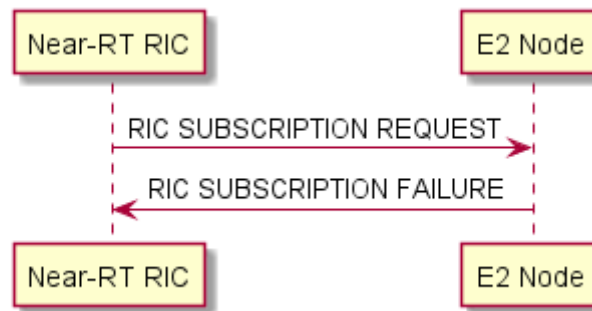 Near-RT RIC
E2 Node
RIC SUBSCRIPTION REQUEST
RIC SUBSCRIPTION FAILURE
Near-RT RIC
E2 Node